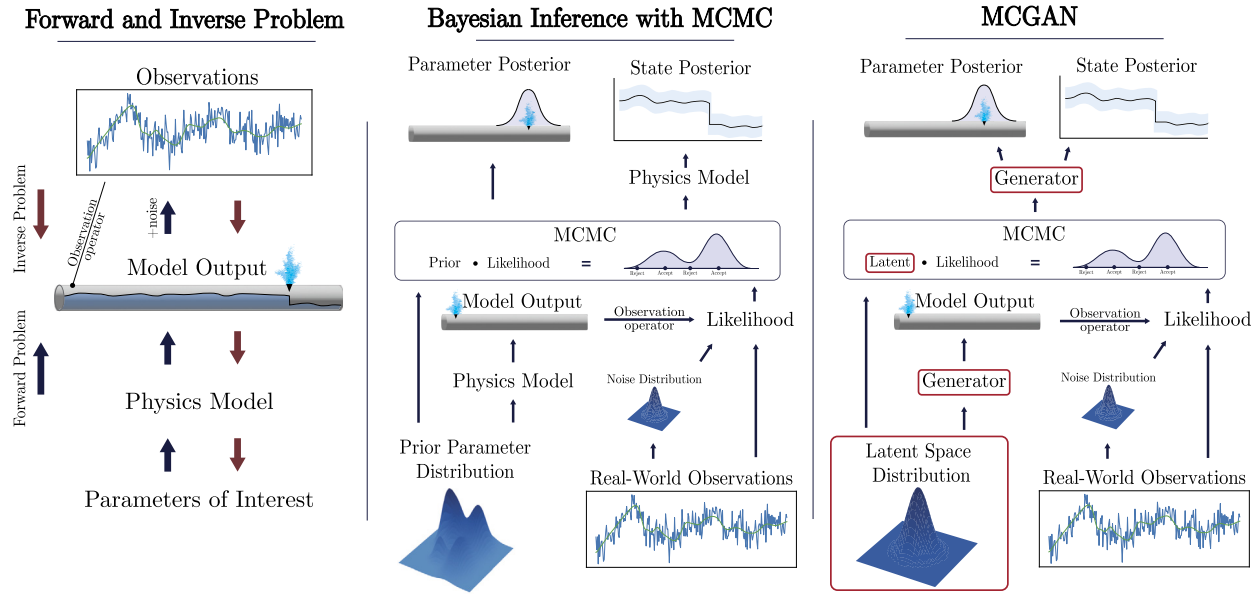 Forward and Inverse Problem
Observations
Inverse Problem
Observation
operator
+noise
Model Output
Forward Problem
Physics Model
Parameters of Interest
Bayesian Inference with MCMC
Parameter Posterior
State Posterior
Physics Model
MCMC
Prior • Likelihood =
Reject Accept Reject Accept
Model Output
Observation
operator
Likelihood
Physics Model
Noise Distribution
Prior Parameter
Distribution
Real-World Observations
MCGAN
Parameter Posterior
State Posterior
Generator
MCMC
Latent • Likelihood =
Reject Accept Reject Accept
Model Output
Observation
operator
Likelihood
Generator
Noise Distribution
Latent Space
Distribution
Real-World Observations